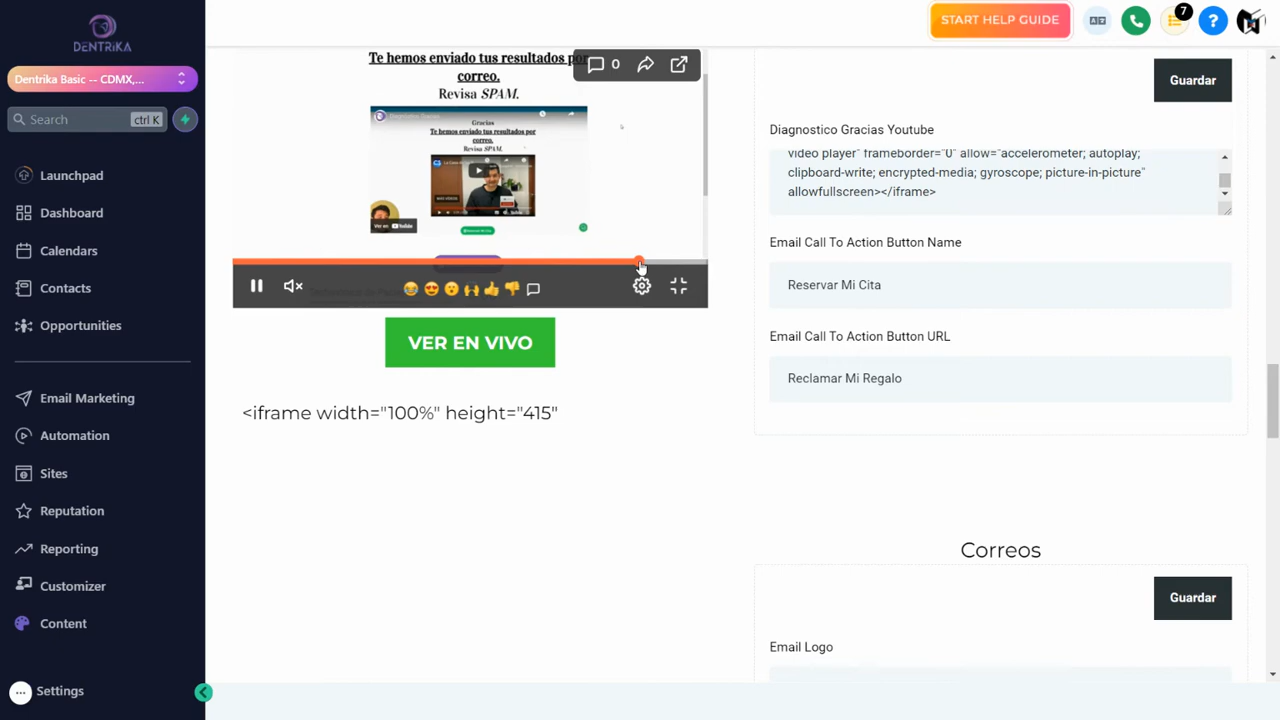 DENTRIKA
START HELP GUIDE
7
?
Dentrika Basic -- CDMX,...
Search
ctrl K
Launchpad
Dashboard
Calendars
Contacts
Opportunities
Email Marketing
Automation
Sites
Reputation
Reporting
Customizer
Content
Settings
Te hemos enviado tus resultados por
correo.
Revisa SPAM.
0
Gracias
Te hemos enviado tus resultados por
correo.
Revisa SPAM.
Ver en YouTube
VER EN VIVO
<iframe width="100%" height="415"
Guardar
Diagnostico Gracias Youtube
video player" frameborder="0" allow="accelerometer; autoplay;
clipboard-write; encrypted-media; gyroscope; picture-in-picture"
allowfullscreen></iframe>
Email Call To Action Button Name
Reservar Mi Cita
Email Call To Action Button URL
Reclamar Mi Regalo
Correos
Guardar
Email Logo